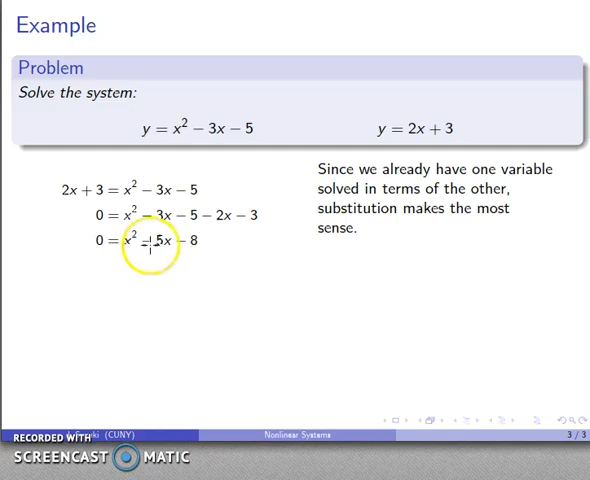 Example
Problem
Solve the system:
y = x² − 3x − 5 y = 2x + 3
2x + 3 = x² − 3x − 5
0 = x² − 3x − 5 − 2x − 3
0 = x² − 5x − 8
Since we already have one variable
solved in terms of the other,
substitution makes the most
sense.
(CUNY) Nonlinear Systems 3 / 3
RECORDED WITH
SCREENCAST MATIC